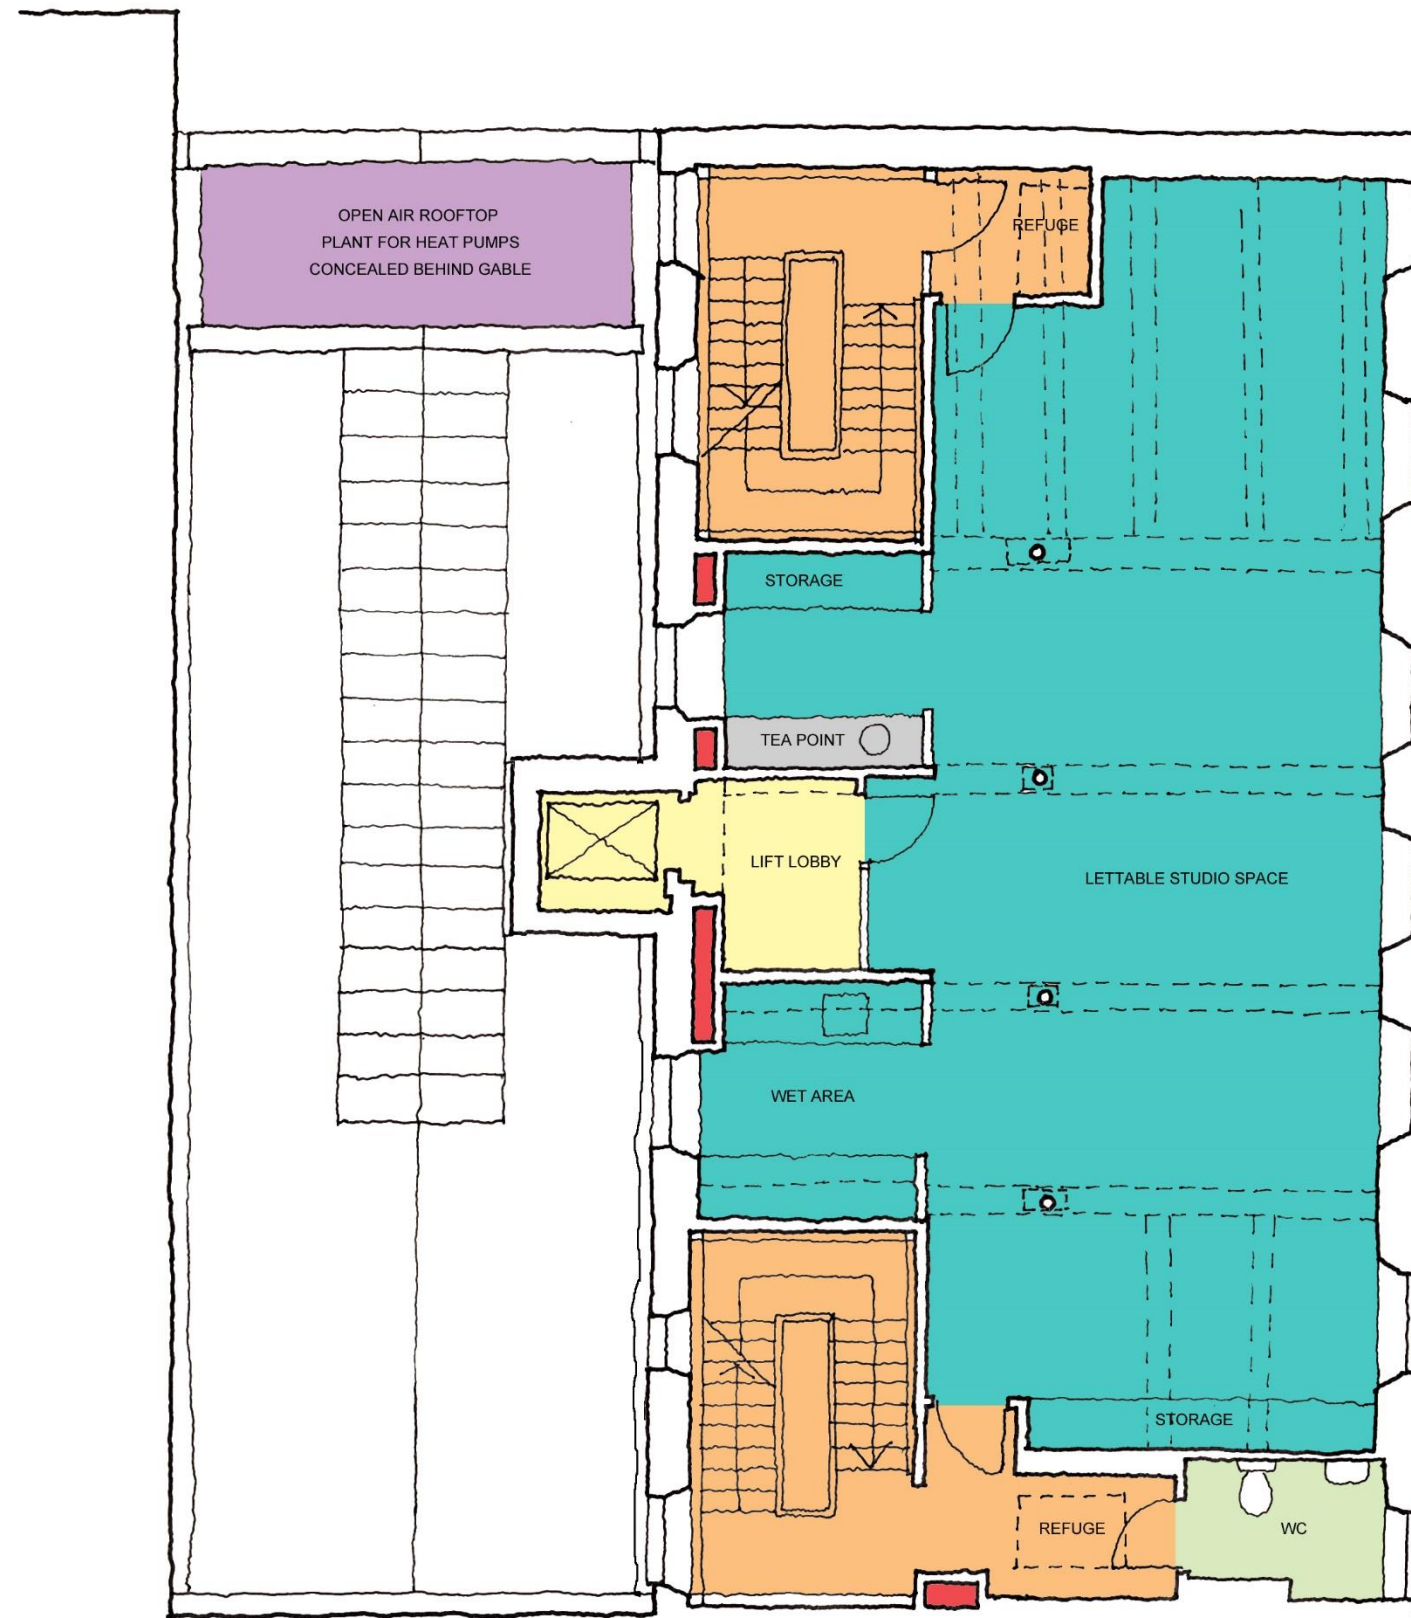 OPEN AIR ROOFTOP
PLANT FOR HEAT PUMPS
CONCEALED BEHIND GABLE
REFUGE
STORAGE
TEA POINT
LIFT LOBBY
LETTABLE STUDIO SPACE
WET AREA
STORAGE
REFUGE
WC